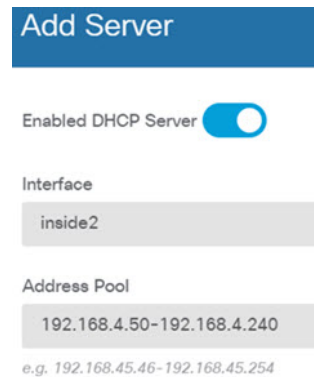 Add Server
Enabled DHCP Server
Interface
inside2
Address Pool
192.168.4.50-192.168.4.240
e.g. 192.168.45.46-192.168.45.254